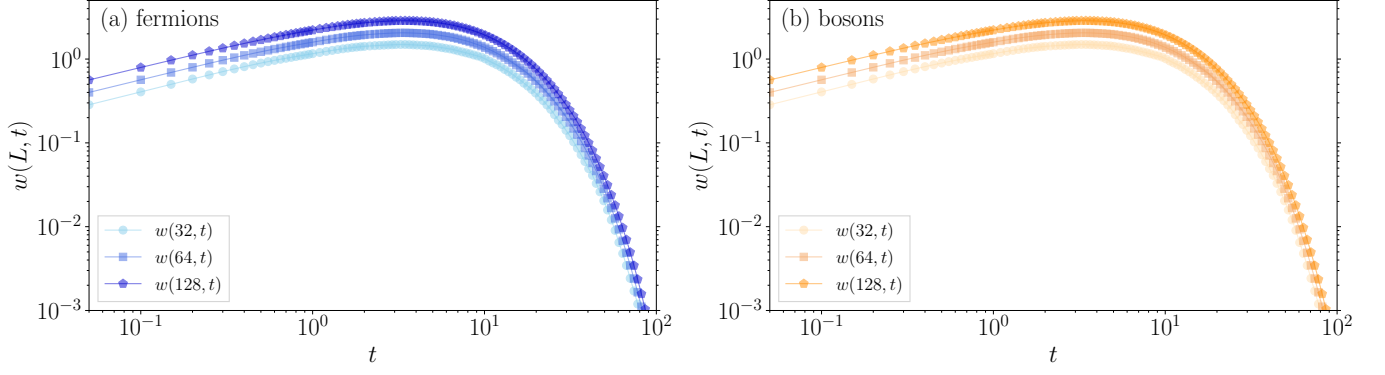 (a) fermions
w(L, t)
10^0
10^{-1}
10^{-2}
10^{-3}
w(32, t)
w(64, t)
w(128, t)
10^{-1}
10^0
10^1
10^2
t
(b) bosons
w(L, t)
10^0
10^{-1}
10^{-2}
10^{-3}
w(32, t)
w(64, t)
w(128, t)
10^{-1}
10^0
10^1
10^2
t